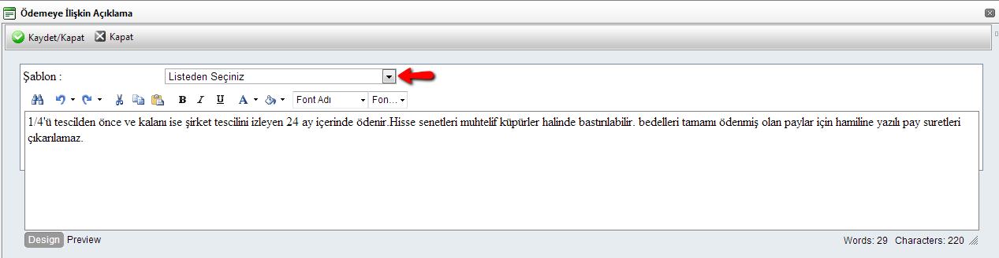 Ödemeye İlişkin Açıklama
Kaydet/Kapat Kapat
Şablon : Listeden Seçiniz
B I U A Font Adı Fon...
1/4'ü tescilden önce ve kalanı ise şirket tescilini izleyen 24 ay içerinde ödenir.Hisse senetleri muhtelif küpürler halinde bastırılabilir. bedelleri tamamı ödenmiş olan paylar için hamiline yazılı pay suretleri
çıkarılamaz.
Design Preview Words: 29 Characters: 220